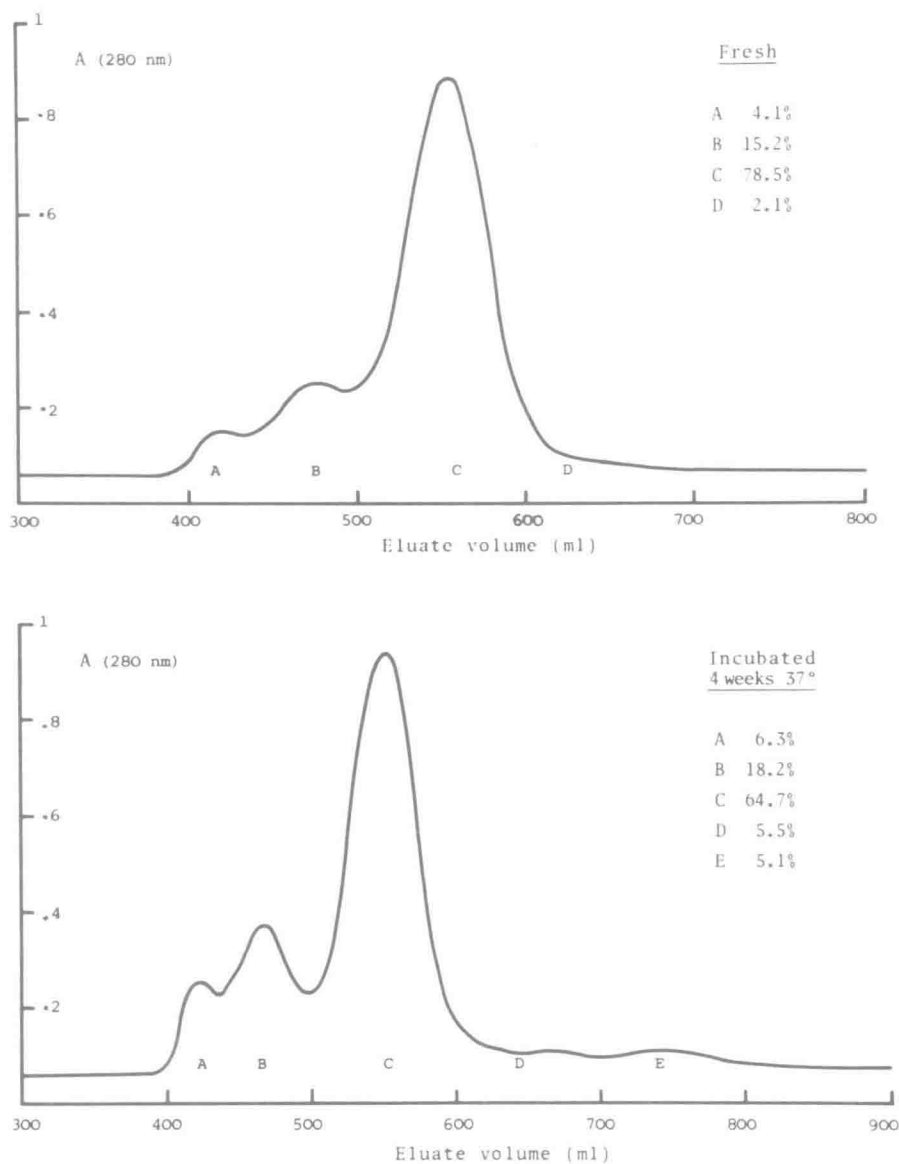 1
A (280 nm)
Fresh
A 4.1%
B 15.2%
C 78.5%
D 2.1%
.8
.6
.4
.2
A B C D
300 400 500 600 700 800
Eluate volume (ml)
1
A (280 nm)
Incubated
4 weeks 37°
A 6.3%
B 18.2%
C 64.7%
D 5.5%
E 5.1%
.8
.6
.4
.2
A B C D E
300 400 500 600 700 800 900
Eluate volume (ml)